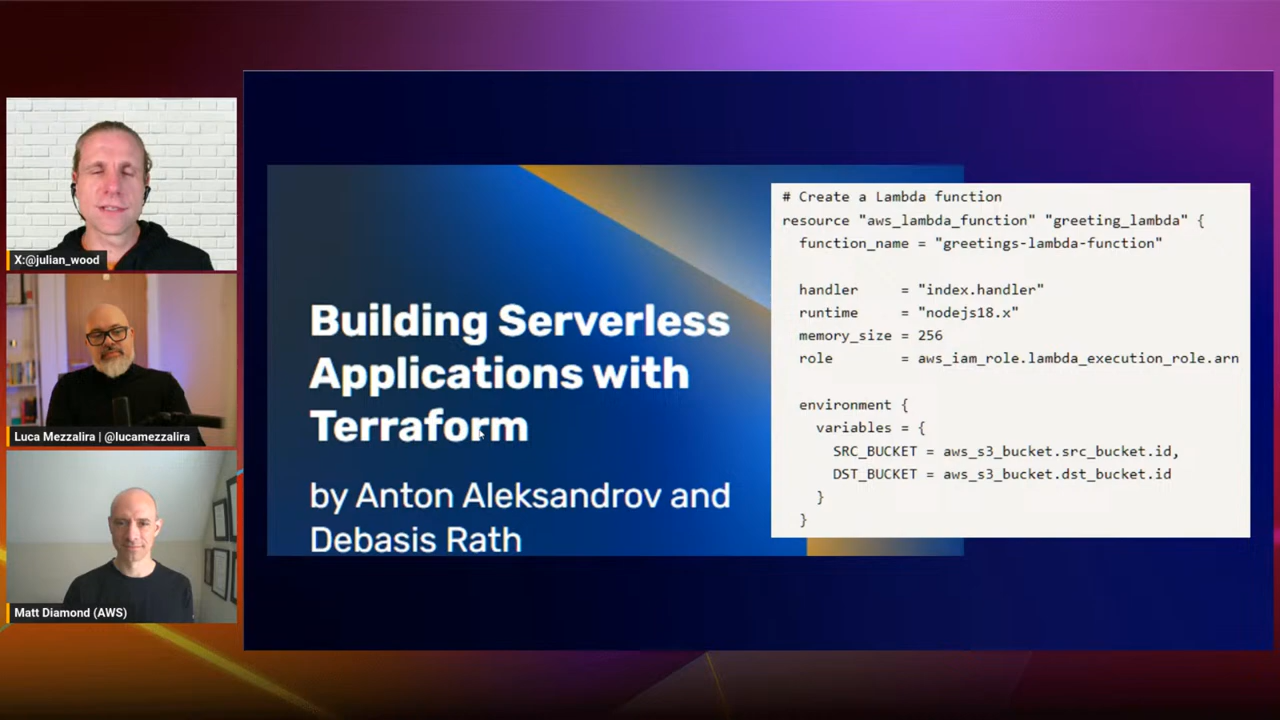 X:@julian_wood
Luca Mezzalira | @lucamezzalira
Matt Diamond (AWS)
Building Serverless
Applications with
Terraform
by Anton Aleksandrov and
Debasis Rath
# Create a Lambda function
resource "aws_lambda_function" "greeting_lambda" {
function_name = "greetings-lambda-function"
handler = "index.handler"
runtime = "nodejs18.x"
memory_size = 256
role = aws_iam_role.lambda_execution_role.arn
environment {
variables = {
SRC_BUCKET = aws_s3_bucket.src_bucket.id,
DST_BUCKET = aws_s3_bucket.dst_bucket.id
}
}